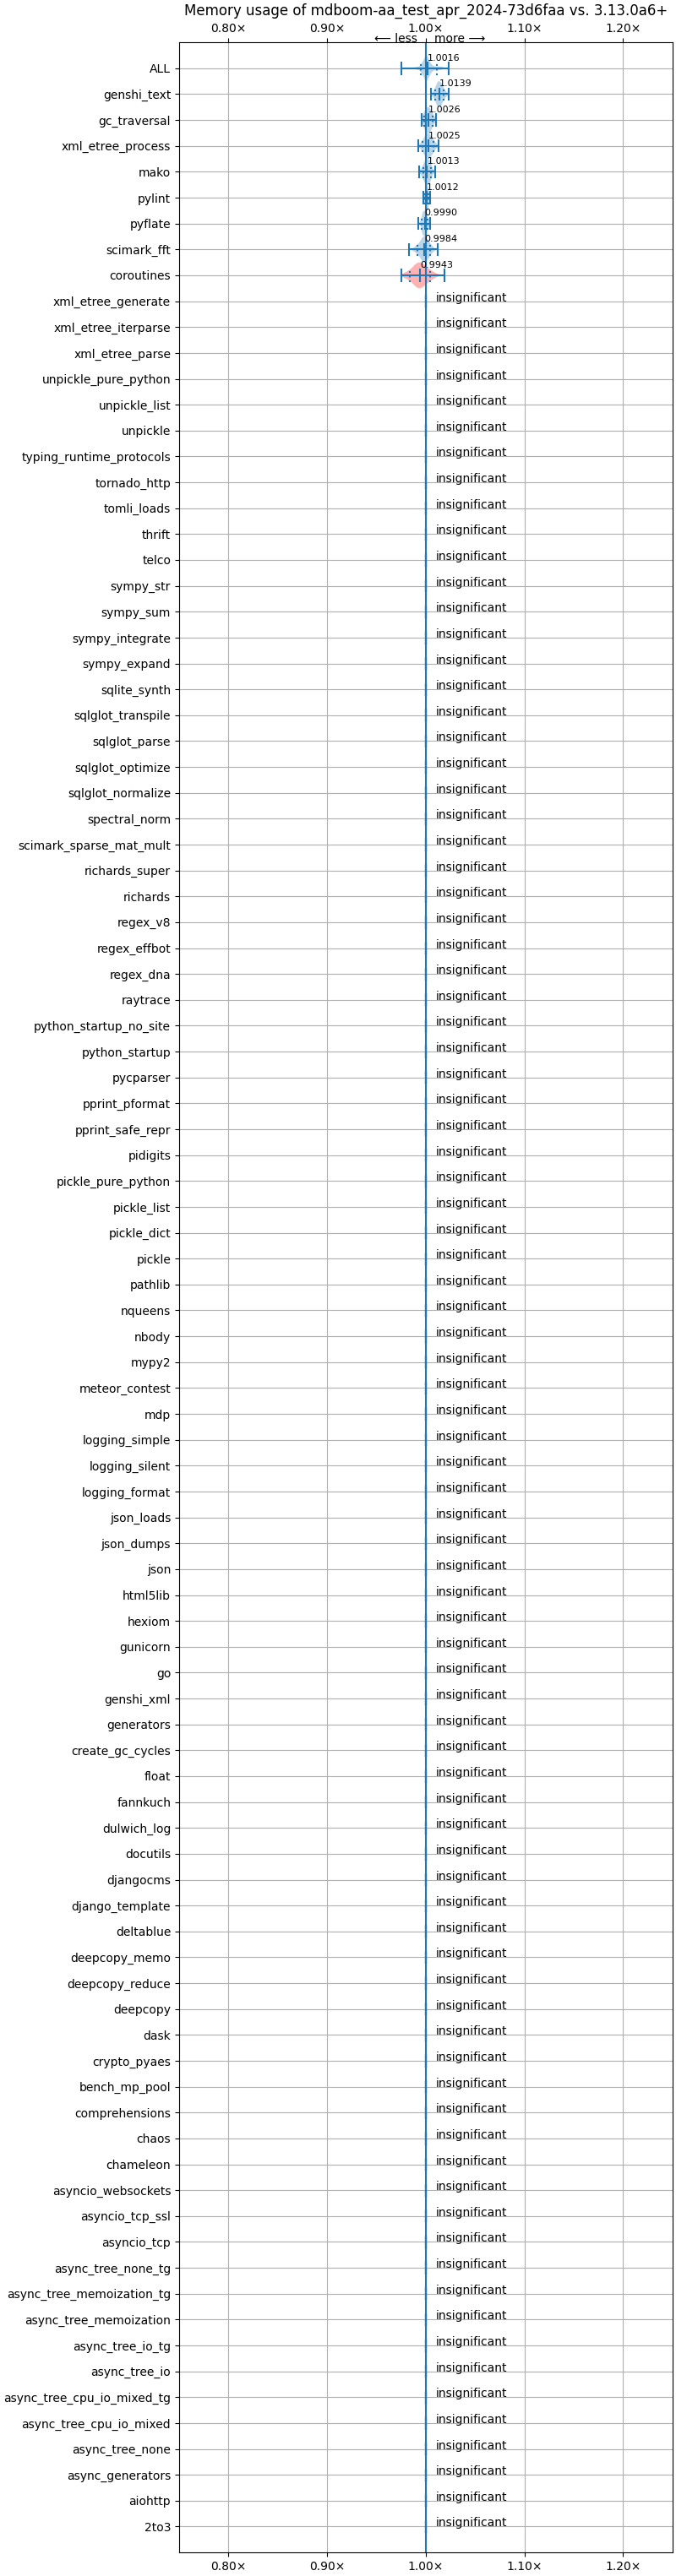 Memory usage of mdboom-aa_test_apr_2024-73d6faa vs. 3.13.0a6+
0.80× 0.90× 1.00× 1.10× 1.20×
⟵ less more ⟶
ALL 1.0016
genshi_text 1.0139
gc_traversal 1.0026
xml_etree_process 1.0025
mako 1.0013
pylint 1.0012
pyflate 0.9990
scimark_fft 0.9984
coroutines 0.9943
xml_etree_generate insignificant
xml_etree_iterparse insignificant
xml_etree_parse insignificant
unpickle_pure_python insignificant
unpickle_list insignificant
unpickle insignificant
typing_runtime_protocols insignificant
tornado_http insignificant
tomli_loads insignificant
thrift insignificant
telco insignificant
sympy_str insignificant
sympy_sum insignificant
sympy_integrate insignificant
sympy_expand insignificant
sqlite_synth insignificant
sqlglot_transpile insignificant
sqlglot_parse insignificant
sqlglot_optimize insignificant
sqlglot_normalize insignificant
spectral_norm insignificant
scimark_sparse_mat_mult insignificant
richards_super insignificant
richards insignificant
regex_v8 insignificant
regex_effbot insignificant
regex_dna insignificant
raytrace insignificant
python_startup_no_site insignificant
python_startup insignificant
pycparser insignificant
pprint_pformat insignificant
pprint_safe_repr insignificant
pidigits insignificant
pickle_pure_python insignificant
pickle_list insignificant
pickle_dict insignificant
pickle insignificant
pathlib insignificant
nqueens insignificant
nbody insignificant
mypy2 insignificant
meteor_contest insignificant
mdp insignificant
logging_simple insignificant
logging_silent insignificant
logging_format insignificant
json_loads insignificant
json_dumps insignificant
json insignificant
html5lib insignificant
hexiom insignificant
gunicorn insignificant
go insignificant
genshi_xml insignificant
generators insignificant
create_gc_cycles insignificant
float insignificant
fannkuch insignificant
dulwich_log insignificant
docutils insignificant
djangocms insignificant
django_template insignificant
deltablue insignificant
deepcopy_memo insignificant
deepcopy_reduce insignificant
deepcopy insignificant
dask insignificant
crypto_pyaes insignificant
bench_mp_pool insignificant
comprehensions insignificant
chaos insignificant
chameleon insignificant
asyncio_websockets insignificant
asyncio_tcp_ssl insignificant
asyncio_tcp insignificant
async_tree_none_tg insignificant
async_tree_memoization_tg insignificant
async_tree_memoization insignificant
async_tree_io_tg insignificant
async_tree_io insignificant
async_tree_cpu_io_mixed_tg insignificant
async_tree_cpu_io_mixed insignificant
async_tree_none insignificant
async_generators insignificant
aiohttp insignificant
2to3 insignificant
0.80× 0.90× 1.00× 1.10× 1.20×